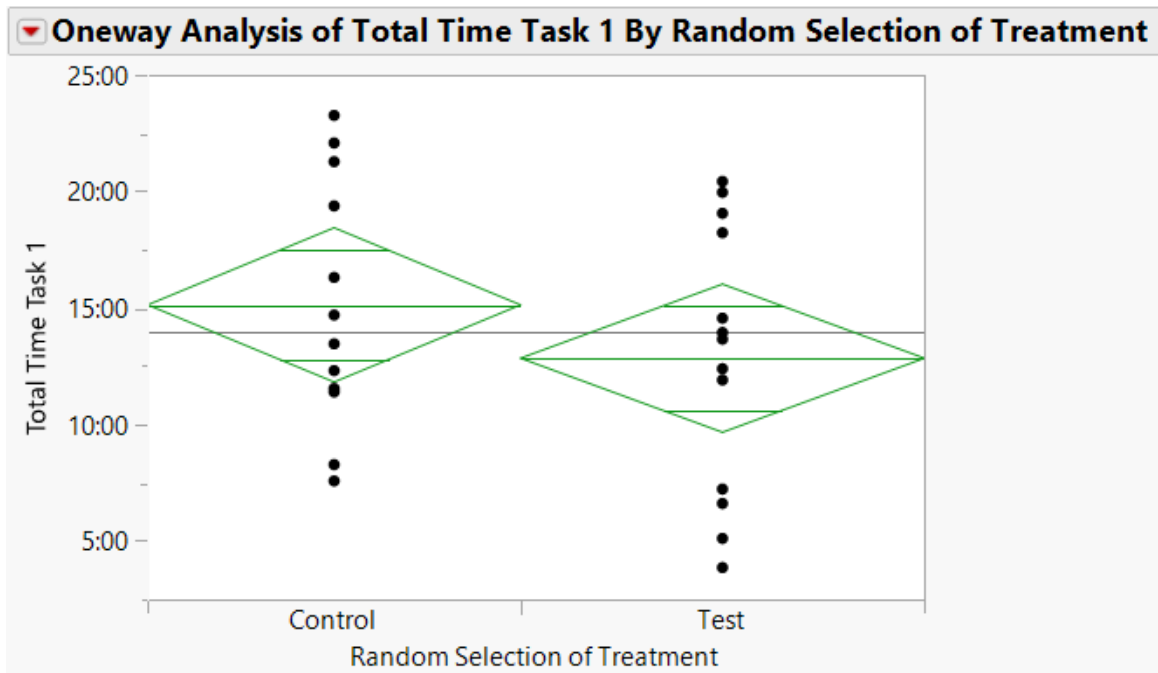 Oneway Analysis of Total Time Task 1 By Random Selection of Treatment
25:00
20:00
15:00
10:00
5:00
Total Time Task 1
Control
Test
Random Selection of Treatment